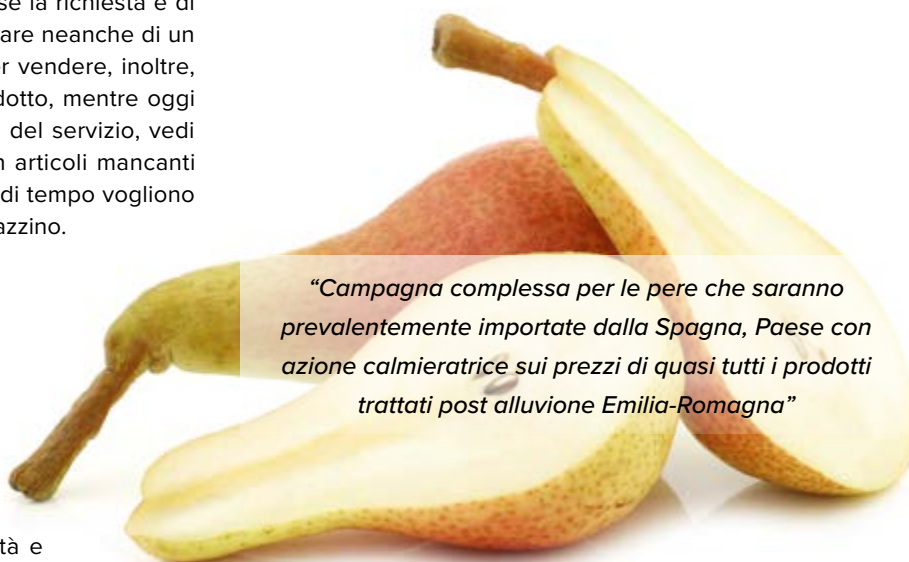 se la richiesta è di
are neanche di un
r vendere, inoltre,
dotto, mentre oggi
del servizio, vedi
n articoli mancanti
di tempo vogliono
azzino.
“Campagna complessa per le pere che saranno
prevalentemente importate dalla Spagna, Paese con
azione calmieratrice sui prezzi di quasi tutti i prodotti
trattati post alluvione Emilia-Romagna”
tà e